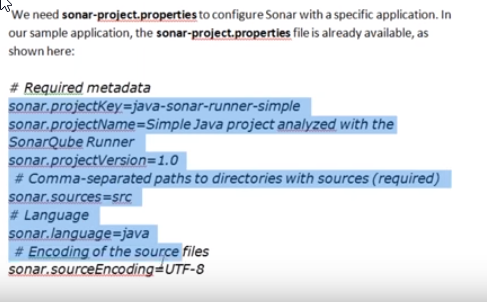 We need sonar-project.properties to configure Sonar with a specific application. In
our sample application, the sonar-project.properties file is already available, as
shown here:
# Required metadata
sonar.projectKey=java-sonar-runner-simple
sonar.projectName=Simple Java project analyzed with the
SonarQube Runner
sonar.projectVersion=1.0
# Comma-separated paths to directories with sources (required)
sonar.sources=src
# Language
sonar.language=java
# Encoding of the source files
sonar.sourceEncoding=UTF-8